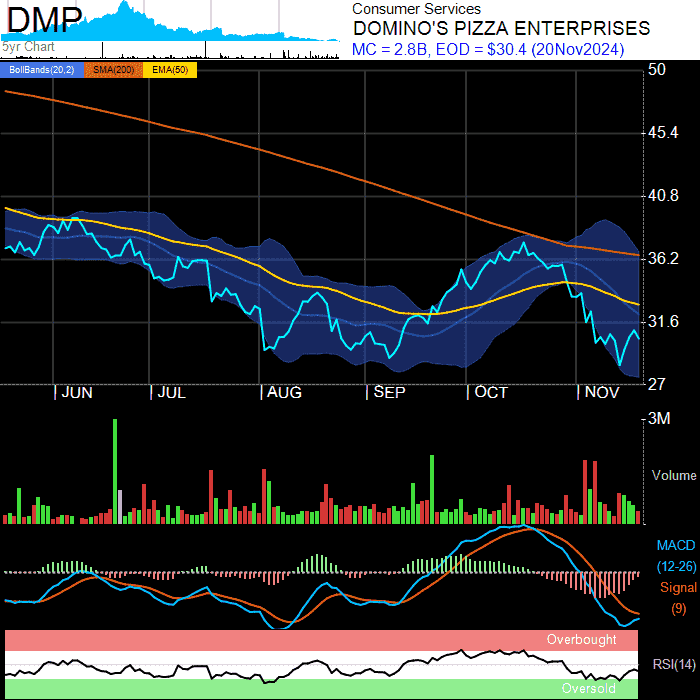 DMP
5yr Chart
Consumer Services
DOMINO'S PIZZA ENTERPRISES
MC = 2.8B, EOD = $30.4 (20Nov2024)
BollBands(20,2) SMA(200) EMA(50)
50
45.4
40.8
36.2
31.6
27
JUN JUL AUG SEP OCT NOV
3M
Volume
MACD
(12-26)
Signal
(9)
Overbought
RSI(14)
Oversold